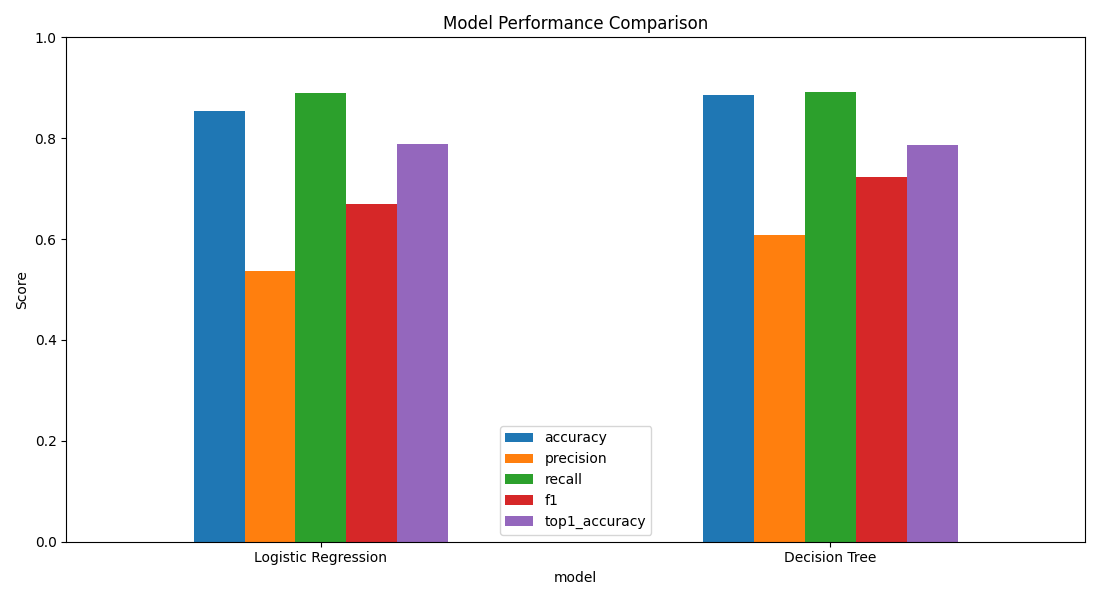 Model Performance Comparison
1.0
0.8
0.6
0.4
0.2
0.0
Score
accuracy
precision
recall
f1
top1_accuracy
Logistic Regression
Decision Tree
model